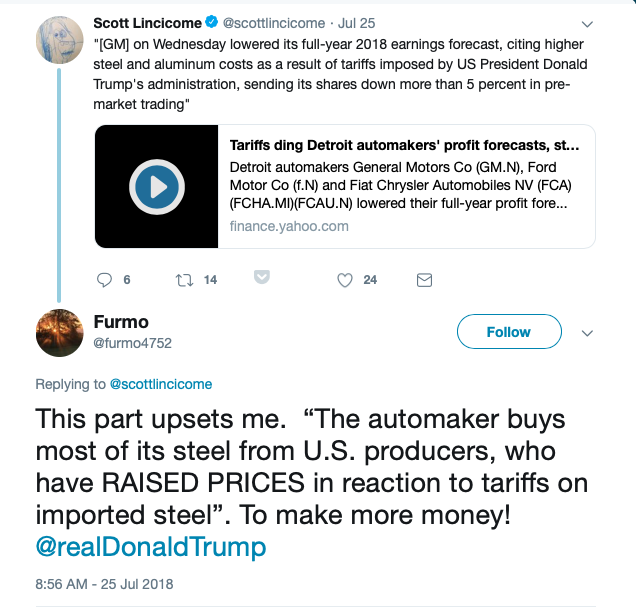 Scott Lincicome @scottlincicome · Jul 25
"[GM] on Wednesday lowered its full-year 2018 earnings forecast, citing higher
steel and aluminum costs as a result of tariffs imposed by US President Donald
Trump's administration, sending its shares down more than 5 percent in pre-
market trading"
Tariffs ding Detroit automakers' profit forecasts, st...
Detroit automakers General Motors Co (GM.N), Ford
Motor Co (f.N) and Fiat Chrysler Automobiles NV (FCA)
(FCHA.MI)(FCAU.N) lowered their full-year profit fore...
finance.yahoo.com
6 14 24
Furmo
@furmo4752
Follow
Replying to @scottlincicome
This part upsets me.  “The automaker buys
most of its steel from U.S. producers, who
have RAISED PRICES in reaction to tariffs on
imported steel”. To make more money!
@realDonaldTrump
8:56 AM - 25 Jul 2018